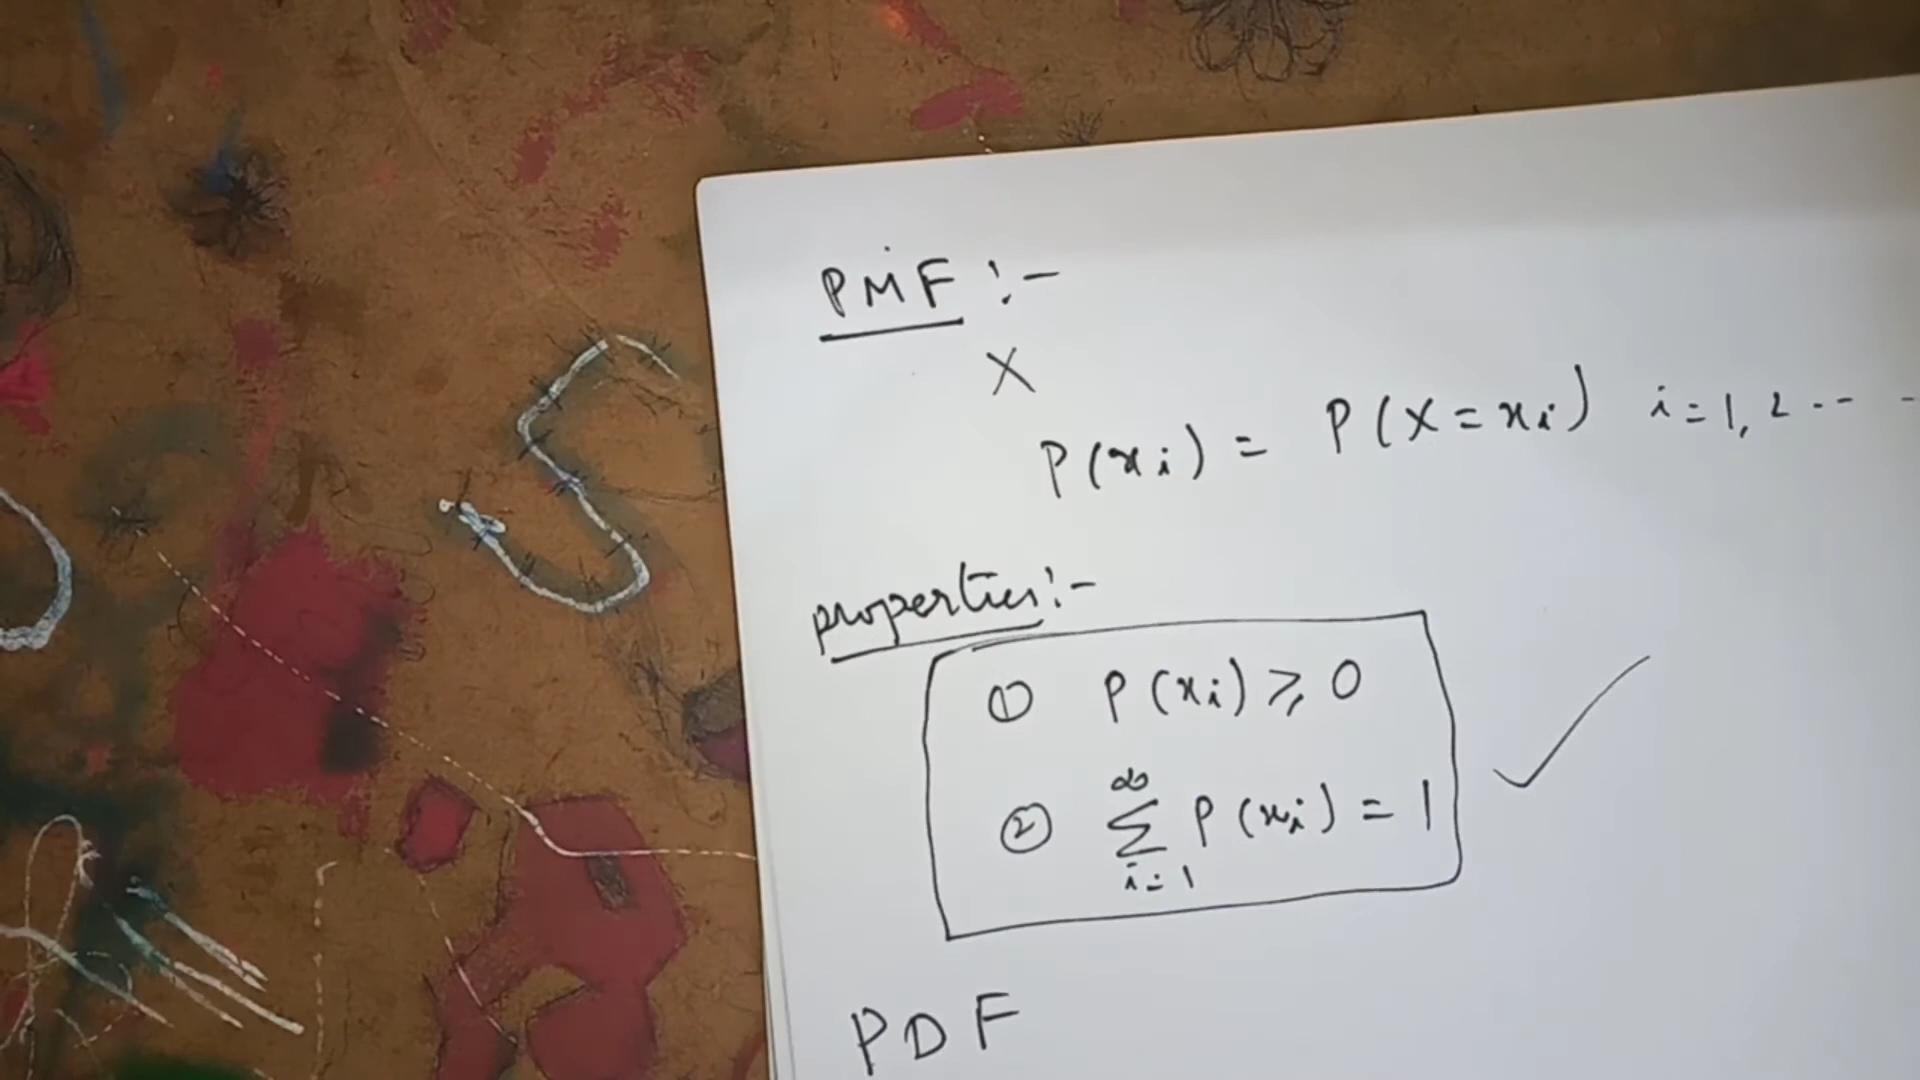 PMF :-
X
P(xi) = P(X=xi) i=1,2-- -
properties:-
① P(xi) ⩾ 0
② ∞∑i=1 P(xi) = 1
PDF